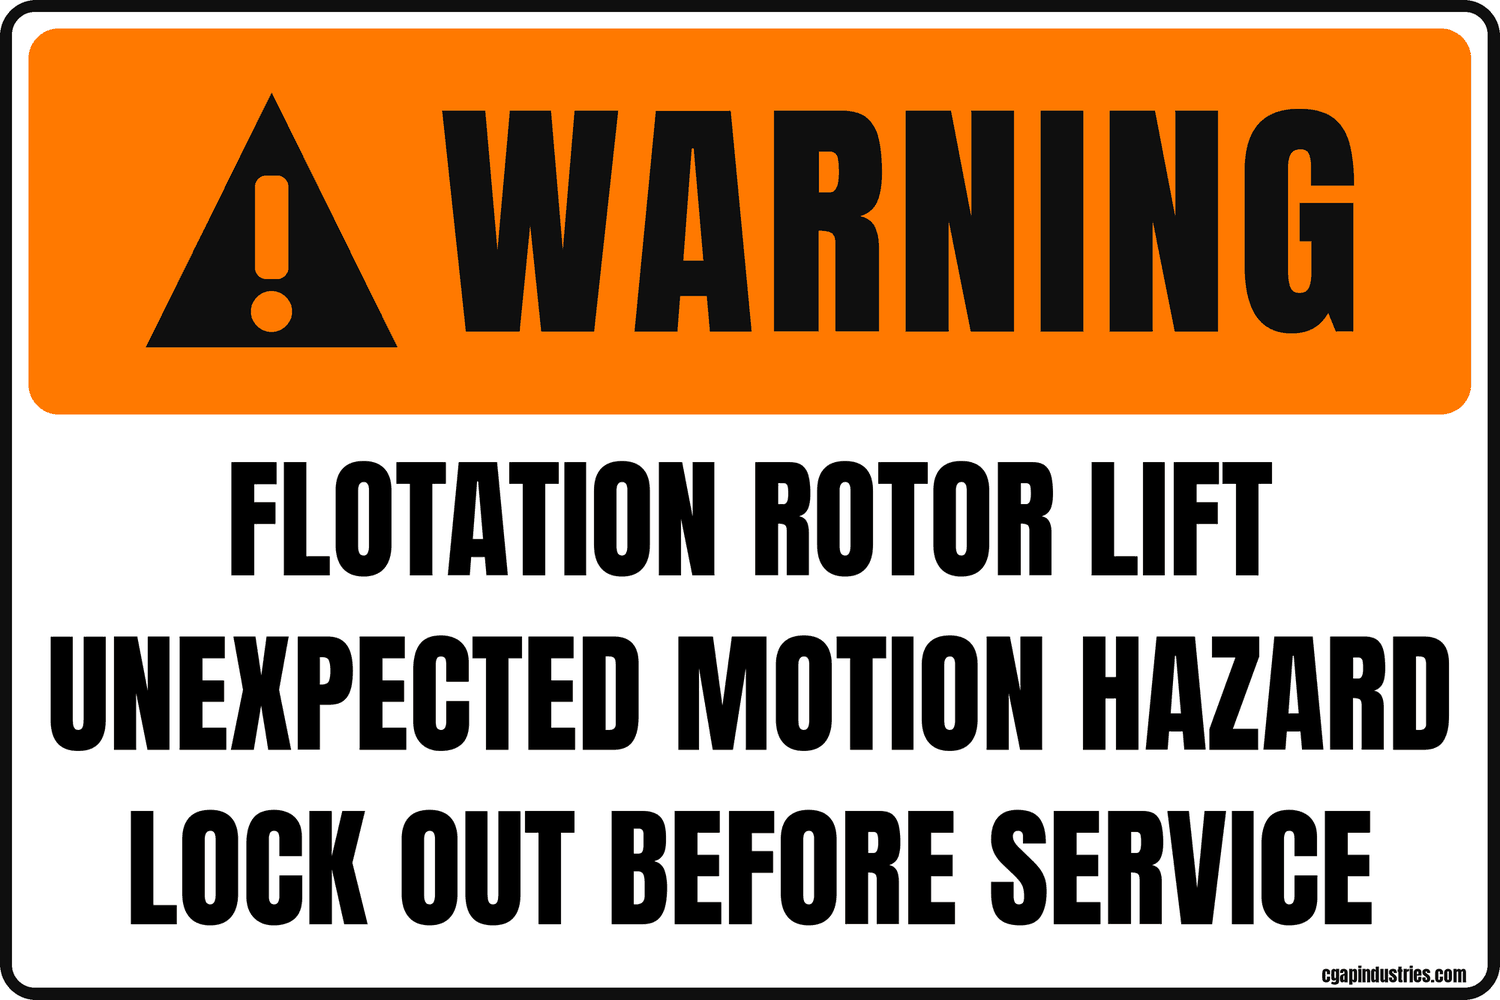 WARNING
FLOTATION ROTOR LIFT
UNEXPECTED MOTION HAZARD
LOCK OUT BEFORE SERVICE
cgapindustries.com